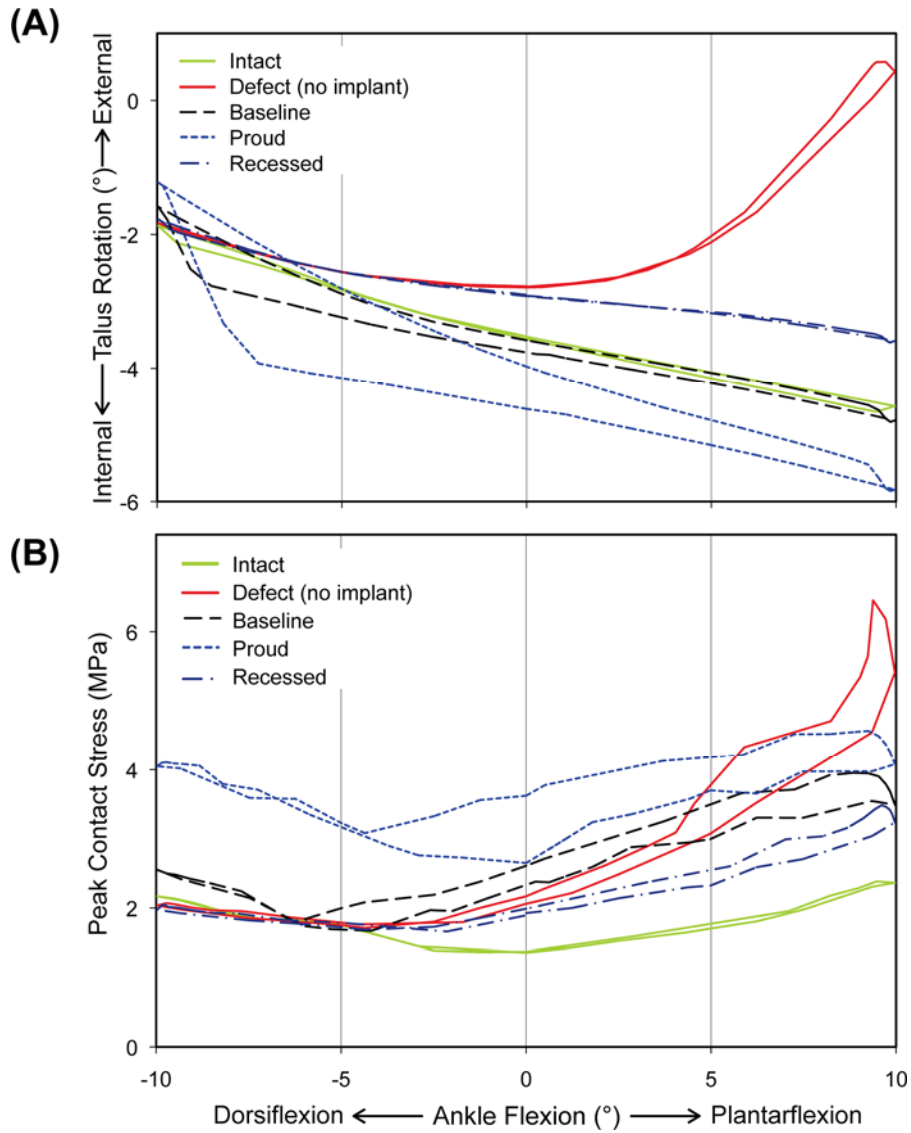 (A)
Internal ← Talus Rotation (°) → External
Intact
Defect (no implant)
Baseline
Proud
Recessed
0
-2
-4
-6
(B)
Peak Contact Stress (MPa)
Intact
Defect (no implant)
Baseline
Proud
Recessed
6
4
2
0
-10 -5 0 5 10
Dorsiflexion ← Ankle Flexion (°) → Plantarflexion